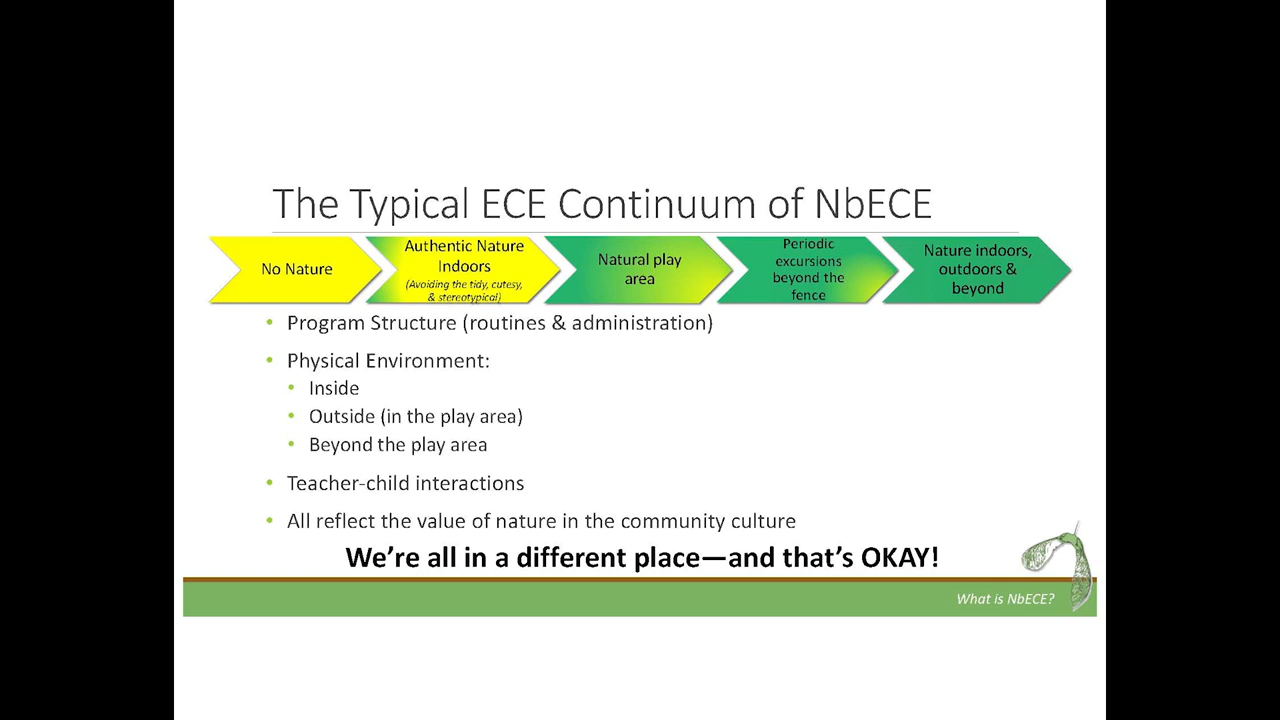 The Typical ECE Continuum of NbECE
No Nature
Authentic Nature
Indoors
(Avoiding the tidy, cutesy,
& stereotypical)
Natural play
area
Periodic
excursions
beyond the
fence
Nature indoors,
outdoors &
beyond
• Program Structure (routines & administration)
• Physical Environment:
• Inside
• Outside (in the play area)
• Beyond the play area
• Teacher-child interactions
• All reflect the value of nature in the community culture
We're all in a different place—and that's OKAY!
What is NbECE?